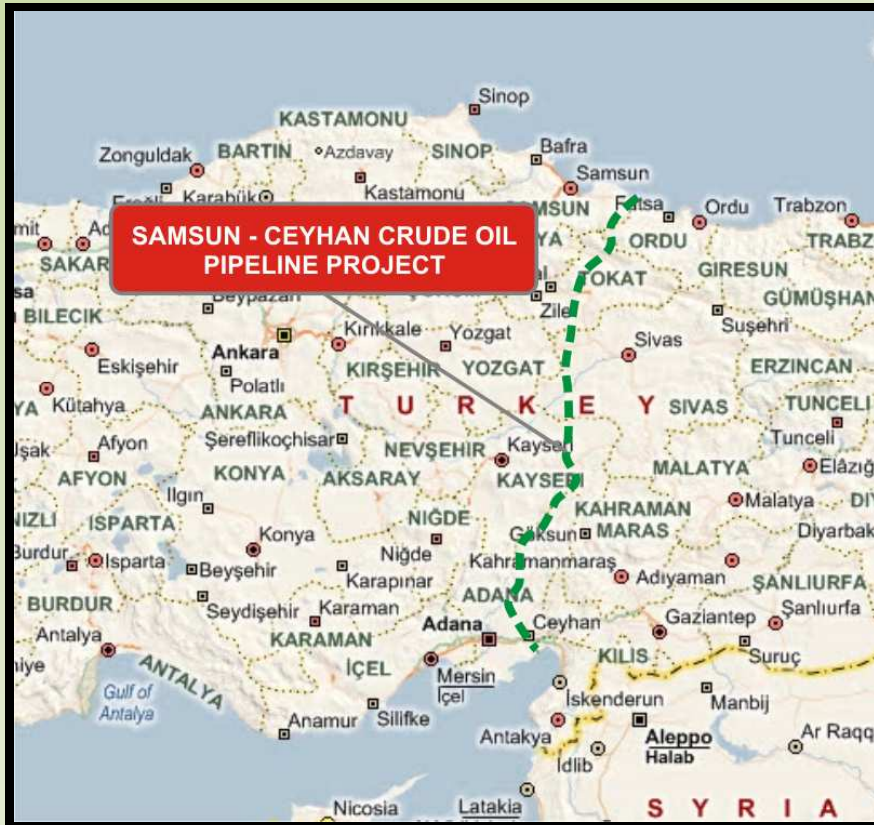 Sinop
KASTAMONU
Zonguldak
BARTIN
Azdavay
SINOP
Bafra
Kastamonu
Samsun
Karabük
Fatsa
Ordu
Trabzon
SAMSUN - CEYHAN CRUDE OIL
PIPELINE PROJECT
ORDU
TOKAT
GIRESUN
GÜMÜŞHAN
Zile
BILECIK
Suşehri
Ankara
Kırıkkale
Yozgat
Sivas
Eskişehir
Polatlı
KIRŞEHIR
YOZGAT
ERZINCAN
Kütahya
ANKARA
TURKEY
SIVAS
TUNCELI
Tunceli
Uşak
Afyon
Şereflikoçhisar
NEVŞEHIR
Kayseri
AFYON
KONYA
AKSARAY
KAYSERI
MALATYA
Elâzığ
Ilgın
Malatya
ISPARTA
NIĞDE
KAHRAMAN
MARAS
Konya
Göksun
Diyarbak
Burdur
Isparta
Beyşehir
Niğde
Karapınar
Kahramanmaraş
Adıyaman
ŞANLIURFA
BURDUR
Seydişehir
Karaman
ADANA
Gaziantep
Şanlıurfa
Antalya
KARAMAN
Adana
Ceyhan
ANTALYA
İÇEL
Mersin
İçel
KILIS
Suruç
Gulf of
Antalya
Anamur
Silifke
İskenderun
Manbij
Antakya
Aleppo
Halab
Ar Raqq
Idlib
Nicosia
Latakia
SYRIA